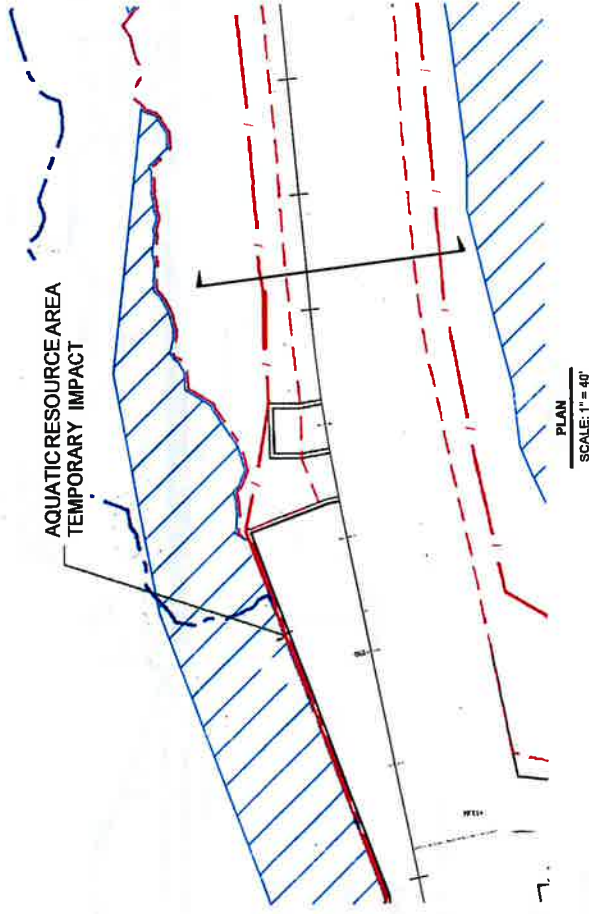 AQUATIC RESOURCE AREA
TEMPORARY IMPACT
PLAN
SCALE: 1" = 40'